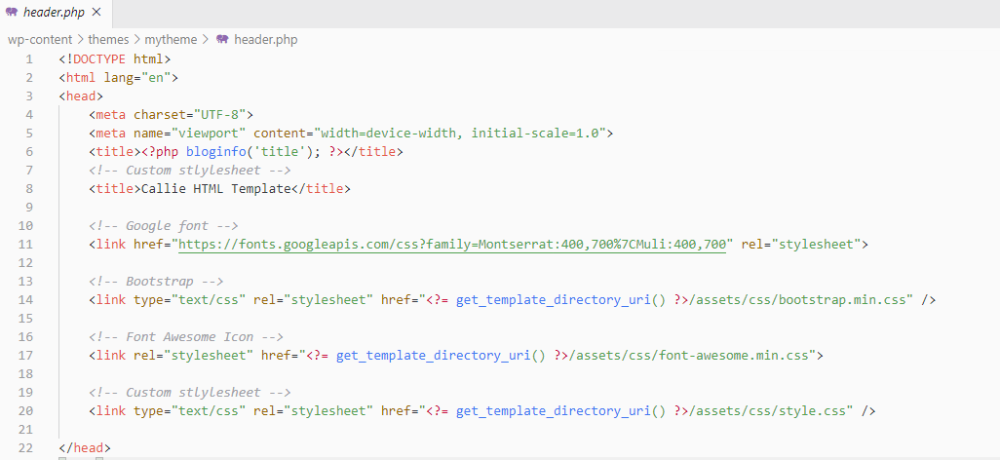 header.php ×
wp-content > themes > mytheme > header.php
1 <!DOCTYPE html>
2 <html lang="en">
3 <head>
4 <meta charset="UTF-8">
5 <meta name="viewport" content="width=device-width, initial-scale=1.0">
6 <title><?php bloginfo('title'); ?></title>
7 <!-- Custom stlylesheet -->
8 <title>Callie HTML Template</title>
9
10 <!-- Google font -->
11 <link href="https://fonts.googleapis.com/css?family=Montserrat:400,700%7CMuli:400,700" rel="stylesheet">
12
13 <!-- Bootstrap -->
14 <link type="text/css" rel="stylesheet" href="<?= get_template_directory_uri() ?>/assets/css/bootstrap.min.css" />
15
16 <!-- Font Awesome Icon -->
17 <link rel="stylesheet" href="<?= get_template_directory_uri() ?>/assets/css/font-awesome.min.css">
18
19 <!-- Custom stlylesheet -->
20 <link type="text/css" rel="stylesheet" href="<?= get_template_directory_uri() ?>/assets/css/style.css" />
21
22 </head>